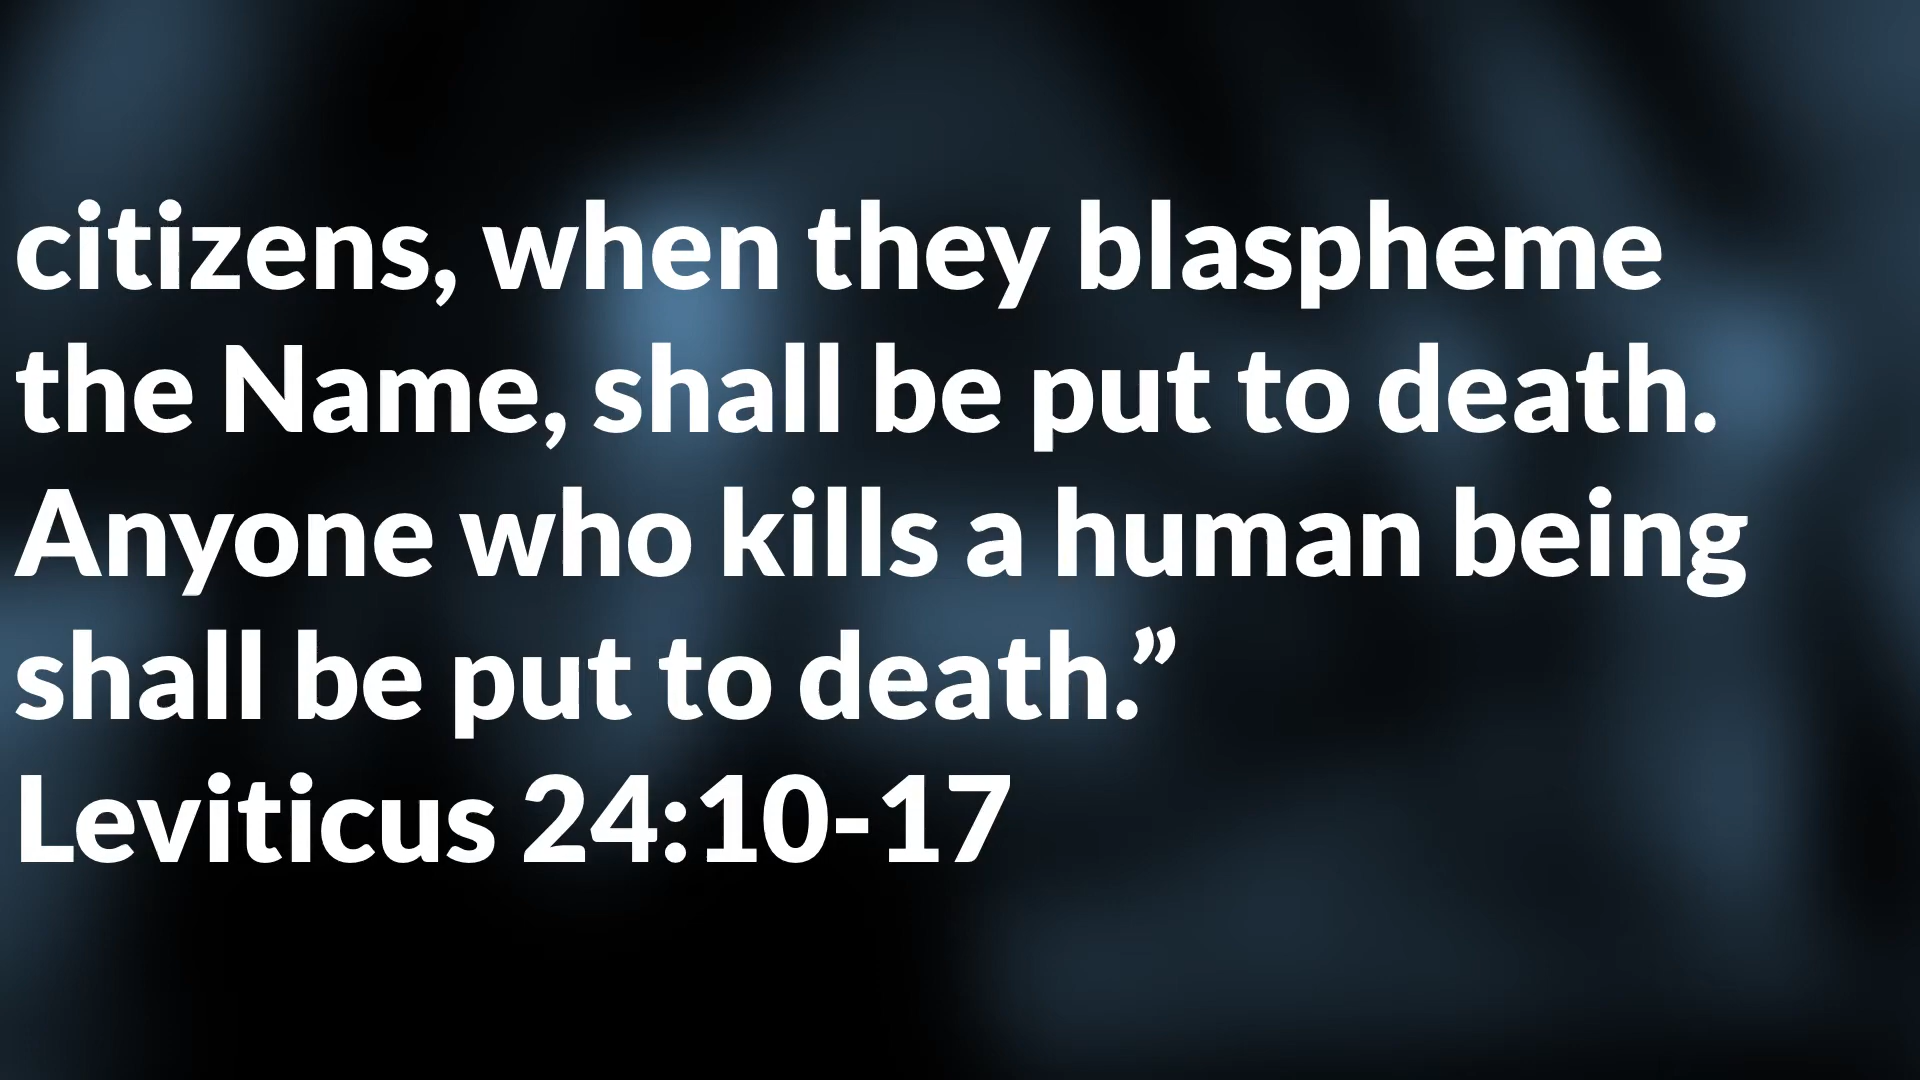 citizens, when they blaspheme
the Name, shall be put to death.
Anyone who kills a human being
shall be put to death.”
Leviticus 24:10-17